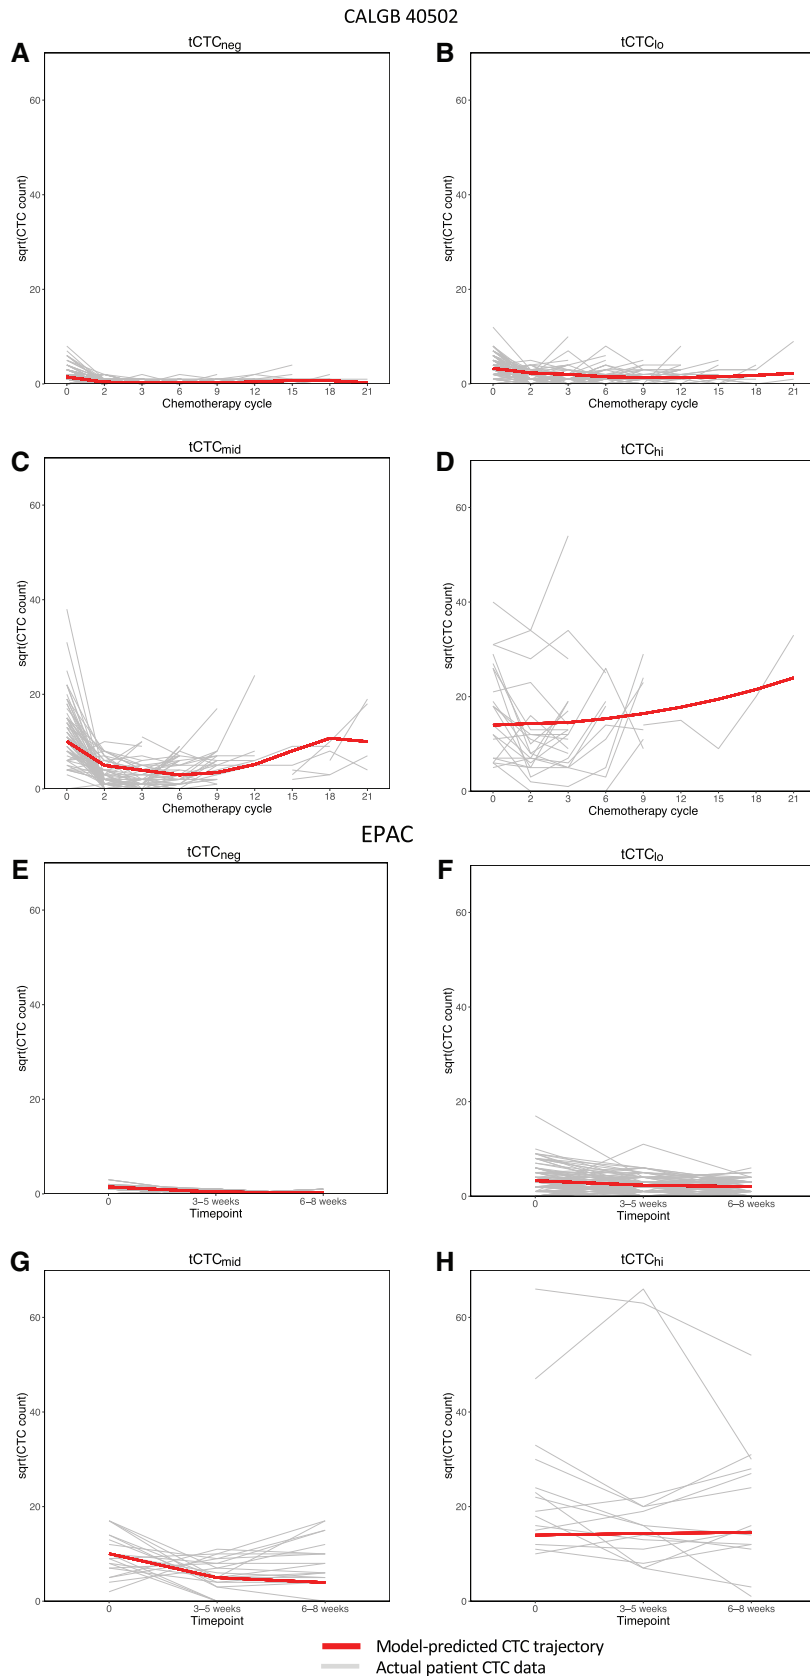 CALGB 40502
A
tCTCneg
60
40
20
0
sqrt(CTC count)
0 2 3 6 9 12 15 18 21
Chemotherapy cycle
B
tCTClo
60
40
20
0
sqrt(CTC count)
0 2 3 6 9 12 15 18 21
Chemotherapy cycle
C
tCTCmid
60
40
20
0
sqrt(CTC count)
0 2 3 6 9 12 15 18 21
Chemotherapy cycle
D
tCTChi
60
40
20
0
sqrt(CTC count)
0 2 3 6 9 12 15 18 21
Chemotherapy cycle
EPAC
E
tCTCneg
60
40
20
0
sqrt(CTC count)
0 3–5 weeks 6–8 weeks
Timepoint
F
tCTClo
60
40
20
0
sqrt(CTC count)
0 3–5 weeks 6–8 weeks
Timepoint
G
tCTCmid
60
40
20
0
sqrt(CTC count)
0 3–5 weeks 6–8 weeks
Timepoint
H
tCTChi
60
40
20
0
sqrt(CTC count)
0 3–5 weeks 6–8 weeks
Timepoint
Model-predicted CTC trajectory
Actual patient CTC data